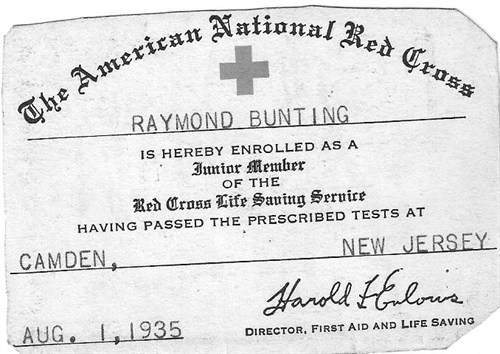 The American National Red Cross
RAYMOND BUNTING
IS HEREBY ENROLLED AS A
Junior Member
OF THE
Red Cross Life Saving Service
HAVING PASSED THE PRESCRIBED TESTS AT
CAMDEN, NEW JERSEY
Harold F Enlows
AUG. 1, 1935
DIRECTOR, FIRST AID AND LIFE SAVING